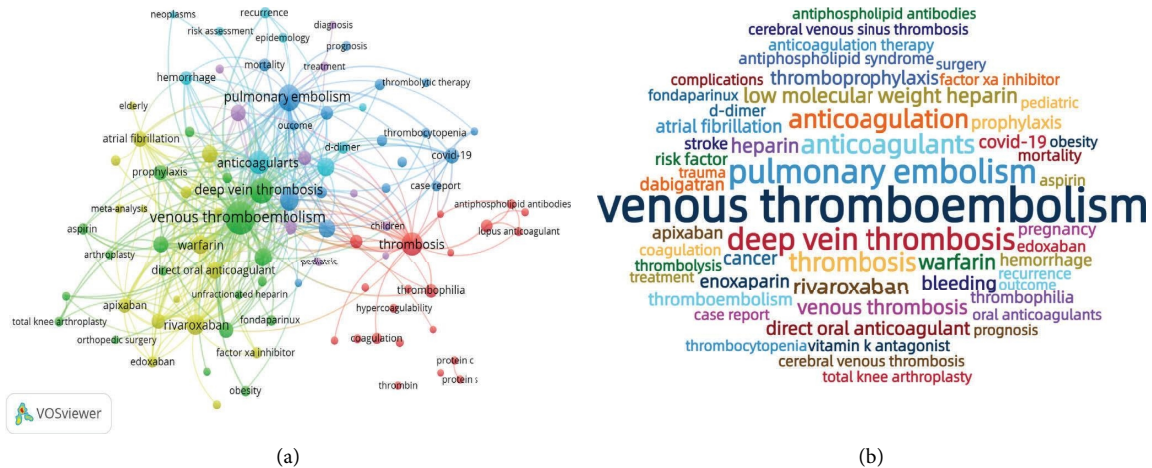 neoplasms
recurrence
risk assessment
diagnosis
epidemology
prognosis
mortality
treatment
hemorrhage
thrombolytic therapy
pulmonary embolism
elderly
outcome
atrial fibrillation
thrombocytopenia
d-dimer
covid-19
anticoagularts
prophylaxis
deep vein thrombosis
case report
meta-analysis
antiphospholipid antibodies
venous thromboembolism
aspirin
children
lupus anticoagulant
warfarin
thrombosis
arthroplasty
pediatric
direct oral anticoagulant
thrombophilia
unfractionated heparin
apixaban
hypercoagulability
total knee arthroplasty
rivaroxaban
fondaparinux
orthopedic surgery
coagulation
factor xa inhibitor
edoxaban
protein c
thrombin
protein s
obesity
VOSviewer
(a)
antiphospholipid antibodies
cerebral venous sinus thrombosis
anticoagulation therapy
antiphospholipid syndrome surgery
complications thromboprophylaxis factor xa inhibitor
fondaparinux low molecular weight heparin pediatric
d-dimer anticoagulation prophylaxis
atrial fibrillation
stroke heparin anticoagulants covid-19 obesity
risk factor mortality
trauma pulmonary embolism aspirin
dabigatran
venous thromboembolism
apixaban deep vein thrombosis pregnancy
coagulation edoxaban
thrombolysis cancer thrombosis warfarin hemorrhage
treatment enoxaparin rivaroxaban bleeding recurrence
outcome
thromboembolism venous thrombosis thrombophilia
case report oral anticoagulants
direct oral anticoagulant prognosis
thrombocytopenia vitamin k antagonist
cerebral venous thrombosis
total knee arthroplasty
(b)